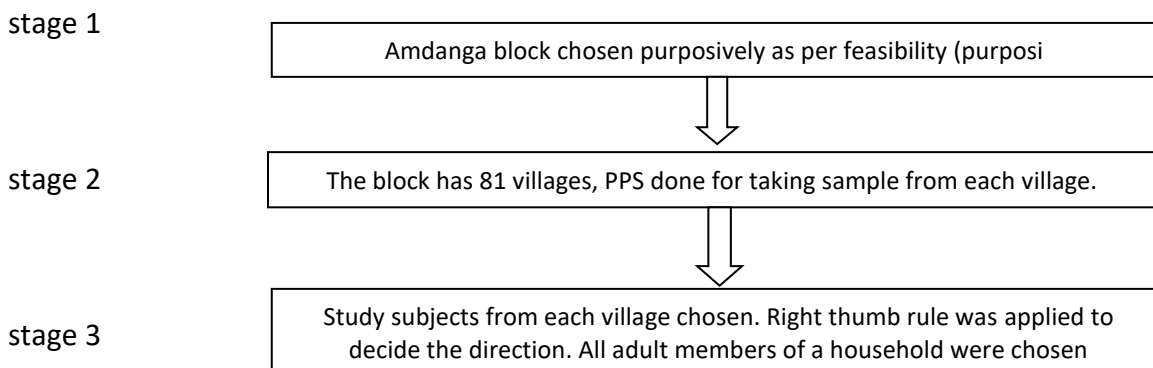 stage 1
Amdanga block chosen purposively as per feasibility (purposi
stage 2
The block has 81 villages, PPS done for taking sample from each village.
stage 3
Study subjects from each village chosen. Right thumb rule was applied to
decide the direction. All adult members of a household were chosen